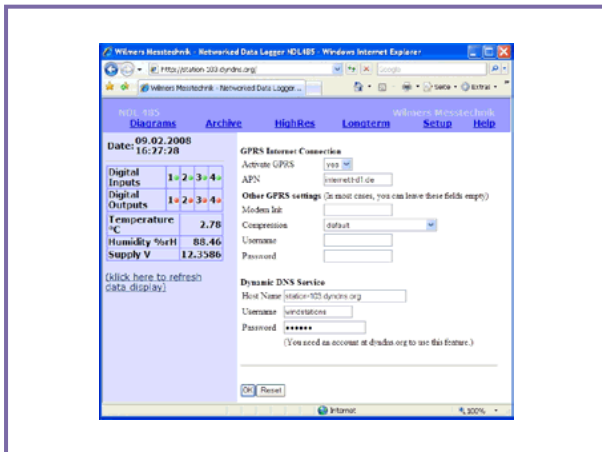 Wilmers Messtechnik - Networked Data Logger NDL485 - Windows Internet Explorer
http://station-103.dyndns.org/
Google
Wilmers Messtechnik - Networked Data Logger ...
Seite
Extras
NDL 485
Wilmers Messtechnik
Diagrams Archive HighRes Longterm Setup Help
Date: 09.02.2008
16:27:28
Digital Inputs 1 2 3 4
Digital Outputs 1 2 3 4
Temperature °C 2.78
Humidity %rH 88.46
Supply V 12.3586
(klick here to refresh
data display)
GPRS Internet Connection
Activate GPRS yes
APN internet.t-d1.de
Other GPRS settings (In most cases, you can leave these fields empty)
Modem Init
Compression default
Username
Password
Dynamic DNS Service
Host Name station-103.dyndns.org
Username windstations
Password ••••••
(You need an account at dyndns.org to use this feature.)
OK Reset
Internet
100%